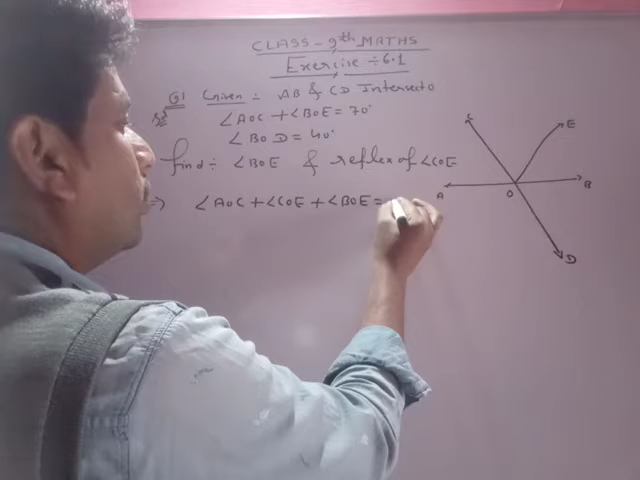 CLASS - 9th MATHS
Exercise ÷ 6.1
Q1 Given :- AB & CD Intersect O
∠AOC + ∠BOE = 70°
∠BOD = 40°
find ÷ ∠BOE & reflex of ∠COE
⇒ ∠AOC + ∠COE + ∠BOE =
C
E
A
O
B
D